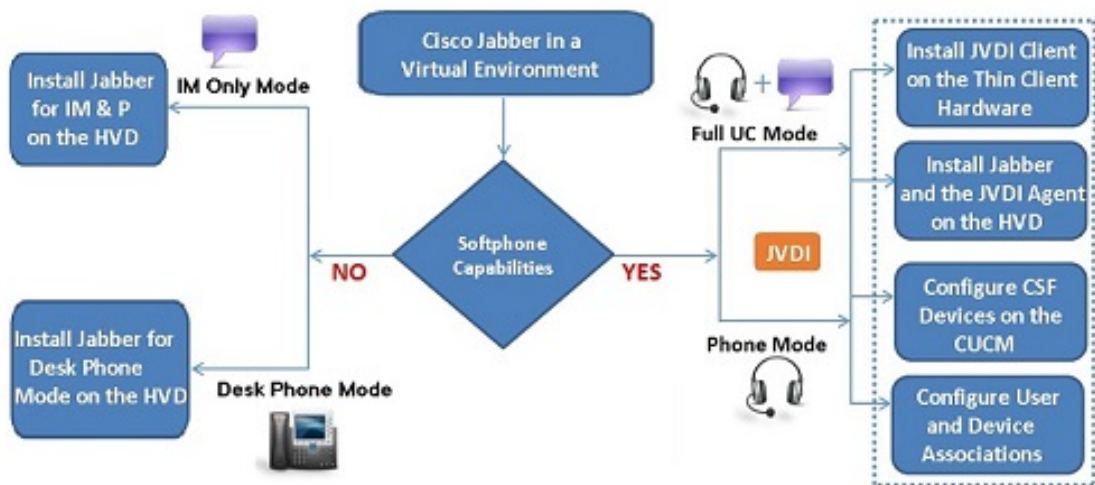 Cisco Jabber in a
Virtual Environment
Install Jabber
for IM & P
on the HVD
IM Only Mode
Softphone
Capabilities
NO
YES
Install Jabber for
Desk Phone
Mode on the HVD
Desk Phone Mode
+
Full UC Mode
JVDI
Phone Mode
Install JVDI Client
on the Thin Client
Hardware
Install Jabber
and the JVDI Agent
on the HVD
Configure CSF
Devices on the
CUCM
Configure User
and Device
Associations